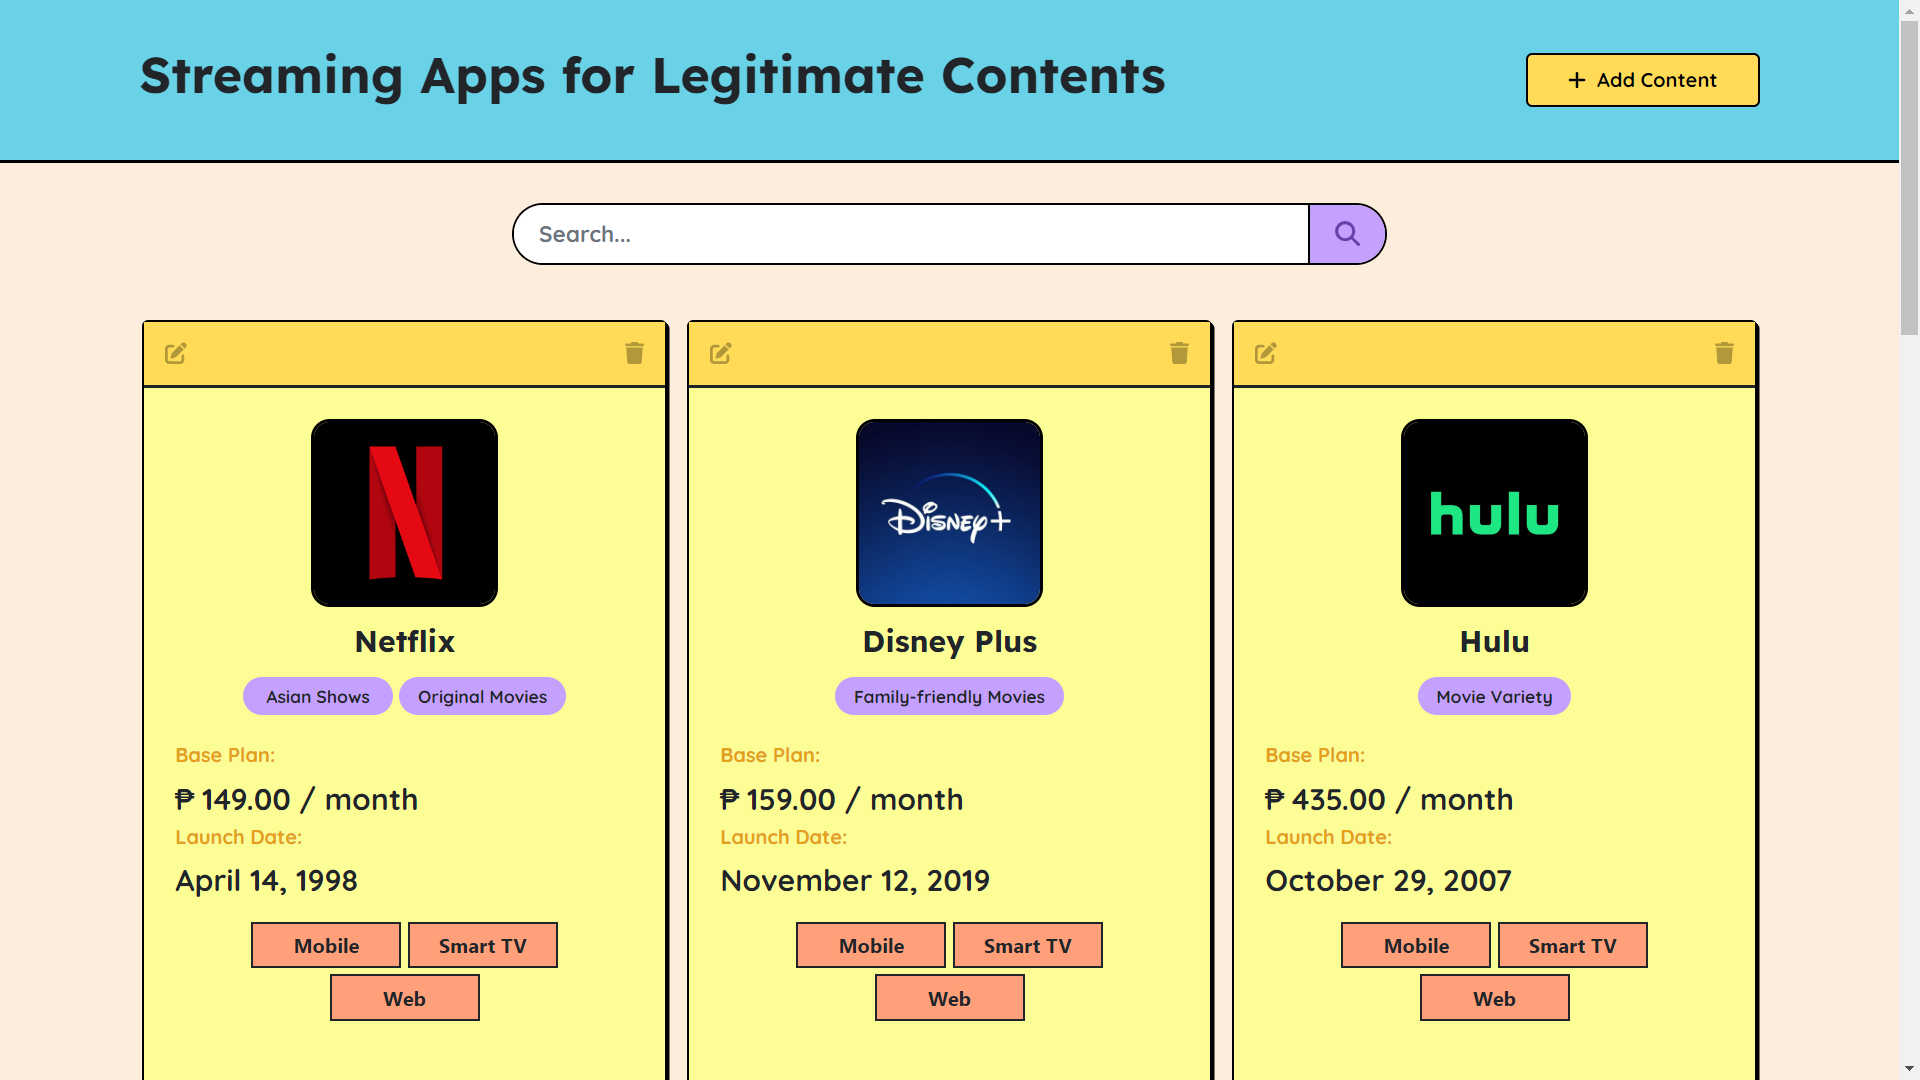 Streaming Apps for Legitimate Contents
Add Content
Search...
N
Disney+
hulu
Netflix
Asian Shows
Original Movies
Base Plan:
₱ 149.00 / month
Launch Date:
April 14, 1998
Mobile
Smart TV
Web
Disney Plus
Family-friendly Movies
Base Plan:
₱ 159.00 / month
Launch Date:
November 12, 2019
Mobile
Smart TV
Web
Hulu
Movie Variety
Base Plan:
₱ 435.00 / month
Launch Date:
October 29, 2007
Mobile
Smart TV
Web